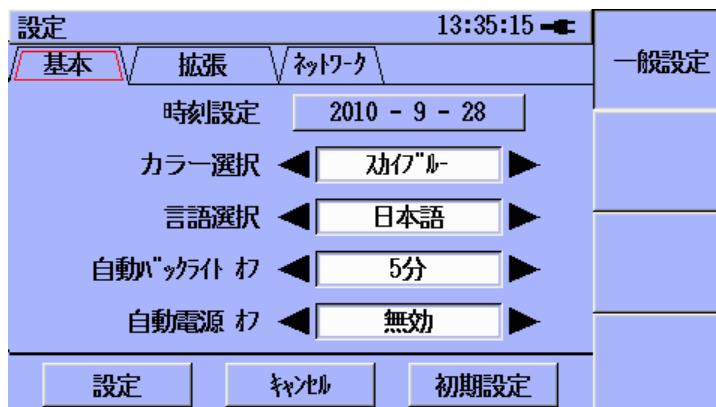 設定 13:35:15
一般設定
基本 拡張 ネットワーク
時刻設定 2010 - 9 - 28
カラー選択 スカイブルー
言語選択 日本語
自動バックライト オフ 5分
自動電源 オフ 無効
設定 キャンセル 初期設定